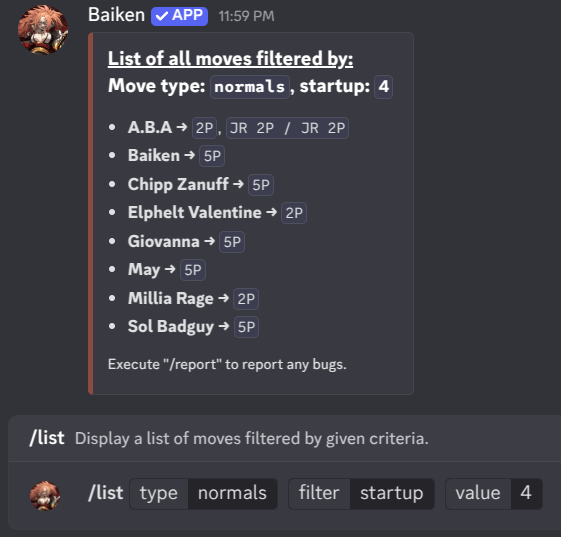 Baiken ✓ APP 11:59 PM
List of all moves filtered by:
Move type: normals, startup: 4
• A.B.A → 2P, JR 2P / JR 2P
• Baiken → 5P
• Chipp Zanuff → 5P
• Elphelt Valentine → 2P
• Giovanna → 5P
• May → 5P
• Millia Rage → 2P
• Sol Badguy → 5P
Execute "/report" to report any bugs.
/list Display a list of moves filtered by given criteria.
/list type normals filter startup value 4